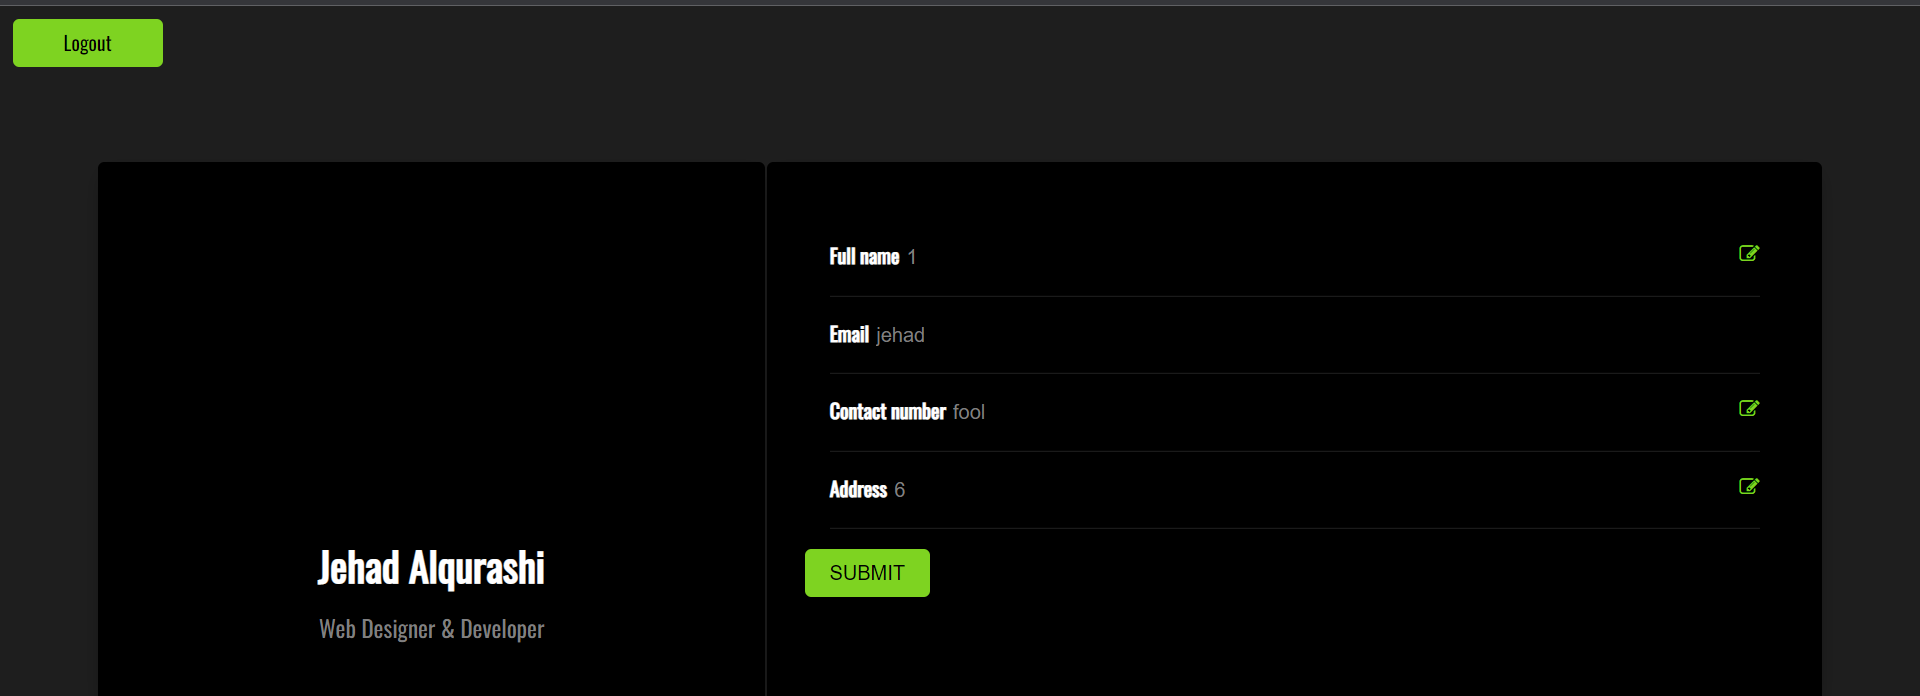 Logout
Full name 1
Email jehad
Contact number fool
Address 6
SUBMIT
Jehad Alqurashi
Web Designer & Developer